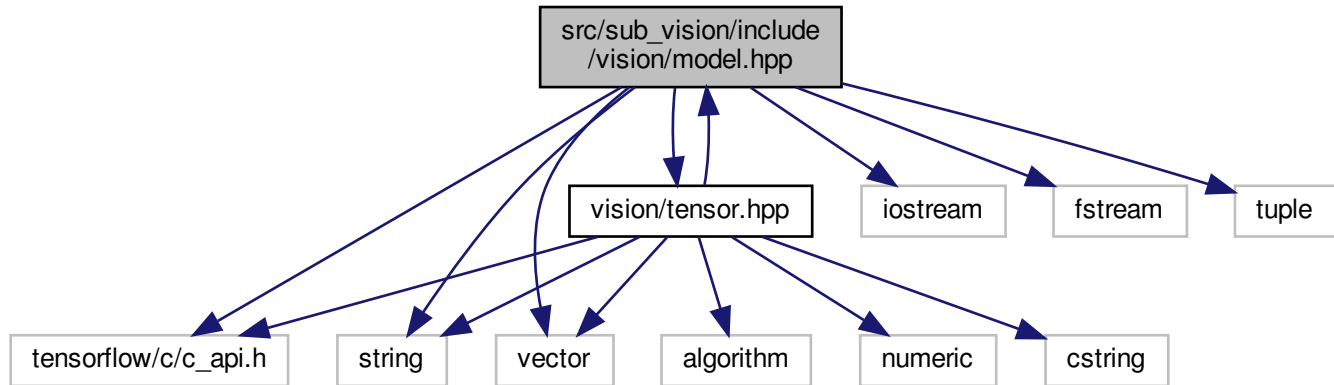 src/sub_vision/include
/vision/model.hpp
vision/tensor.hpp
iostream
fstream
tuple
tensorflow/c/c_api.h
string
vector
algorithm
numeric
cstring